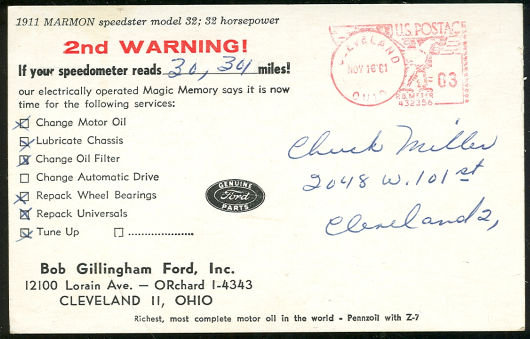 1911 MARMON speedster model 32; 32 horsepower
2nd WARNING!
If your speedometer reads 30,34 miles!
our electrically operated Magic Memory says it is now
time for the following services:
Change Motor Oil
Lubricate Chassis
Change Oil Filter
Change Automatic Drive
Repack Wheel Bearings
Repack Universals
Tune Up ......................
GENUINE
Ford
PARTS
Bob Gillingham Ford, Inc.
12100 Lorain Ave. — ORchard 1-4343
CLEVELAND 11, OHIO
Richest, most complete motor oil in the world - Pennzoil with Z-7
CLEVELAND
NOV 16 61
OHIO
U.S. POSTAGE
03
P.B. METER
432356
Chuck Miller
2048 W. 101 st
Cleveland 2,